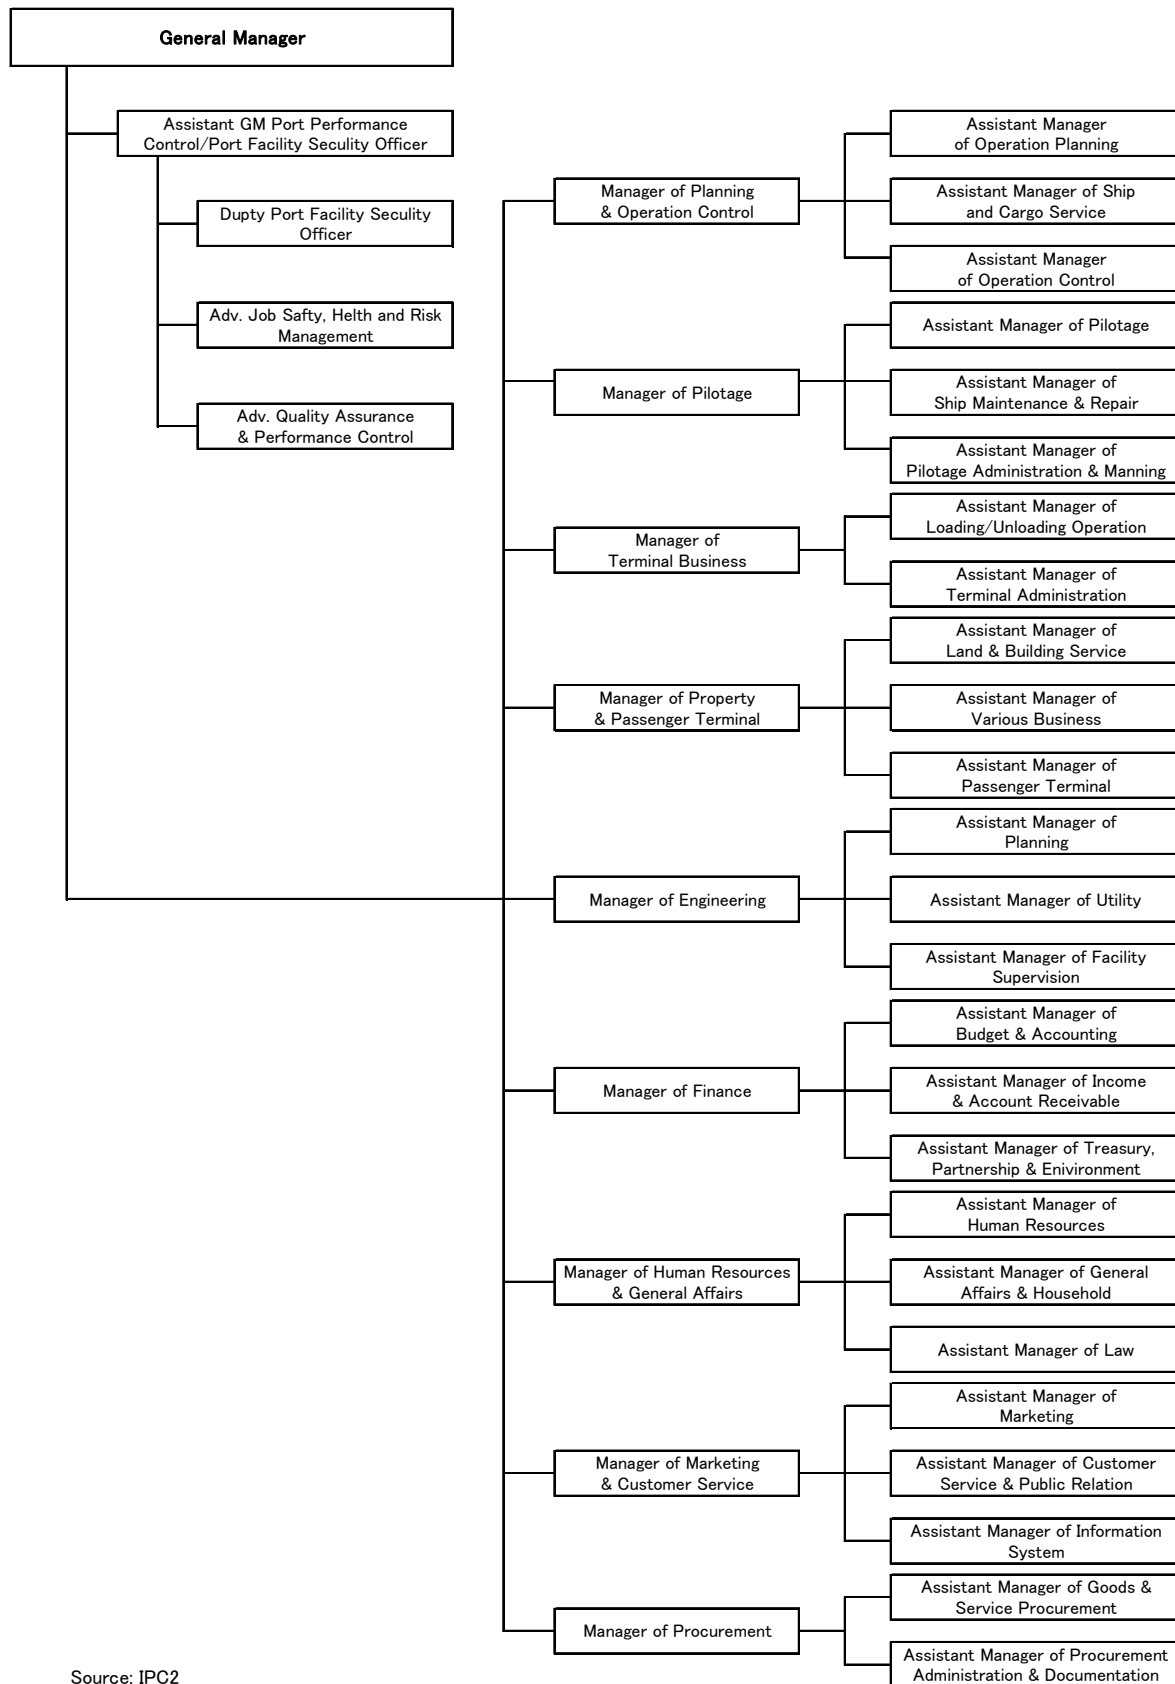 General Manager
Assistant GM Port Performance
Control/Port Facility Seculity Officer
Dupty Port Facility Seculity
Officer
Adv. Job Safty, Helth and Risk
Management
Adv. Quality Assurance
& Performance Control
Manager of Planning
& Operation Control
Assistant Manager
of Operation Planning
Assistant Manager of Ship
and Cargo Service
Assistant Manager
of Operation Control
Manager of Pilotage
Assistant Manager of Pilotage
Assistant Manager of
Ship Maintenance & Repair
Assistant Manager of
Pilotage Administration & Manning
Manager of
Terminal Business
Assistant Manager of
Loading/Unloading Operation
Assistant Manager of
Terminal Administration
Manager of Property
& Passenger Terminal
Assistant Manager of
Land & Building Service
Assistant Manager of
Various Business
Assistant Manager of
Passenger Terminal
Manager of Engineering
Assistant Manager of
Planning
Assistant Manager of Utility
Assistant Manager of Facility
Supervision
Manager of Finance
Assistant Manager of
Budget & Accounting
Assistant Manager of Income
& Account Receivable
Assistant Manager of Treasury,
Partnership & Enivironment
Manager of Human Resources
& General Affairs
Assistant Manager of
Human Resources
Assistant Manager of General
Affairs & Household
Assistant Manager of Law
Manager of Marketing
& Customer Service
Assistant Manager of
Marketing
Assistant Manager of Customer
Service & Public Relation
Assistant Manager of Information
System
Manager of Procurement
Assistant Manager of Goods &
Service Procurement
Assistant Manager of Procurement
Administration & Documentation
Source: IPC2